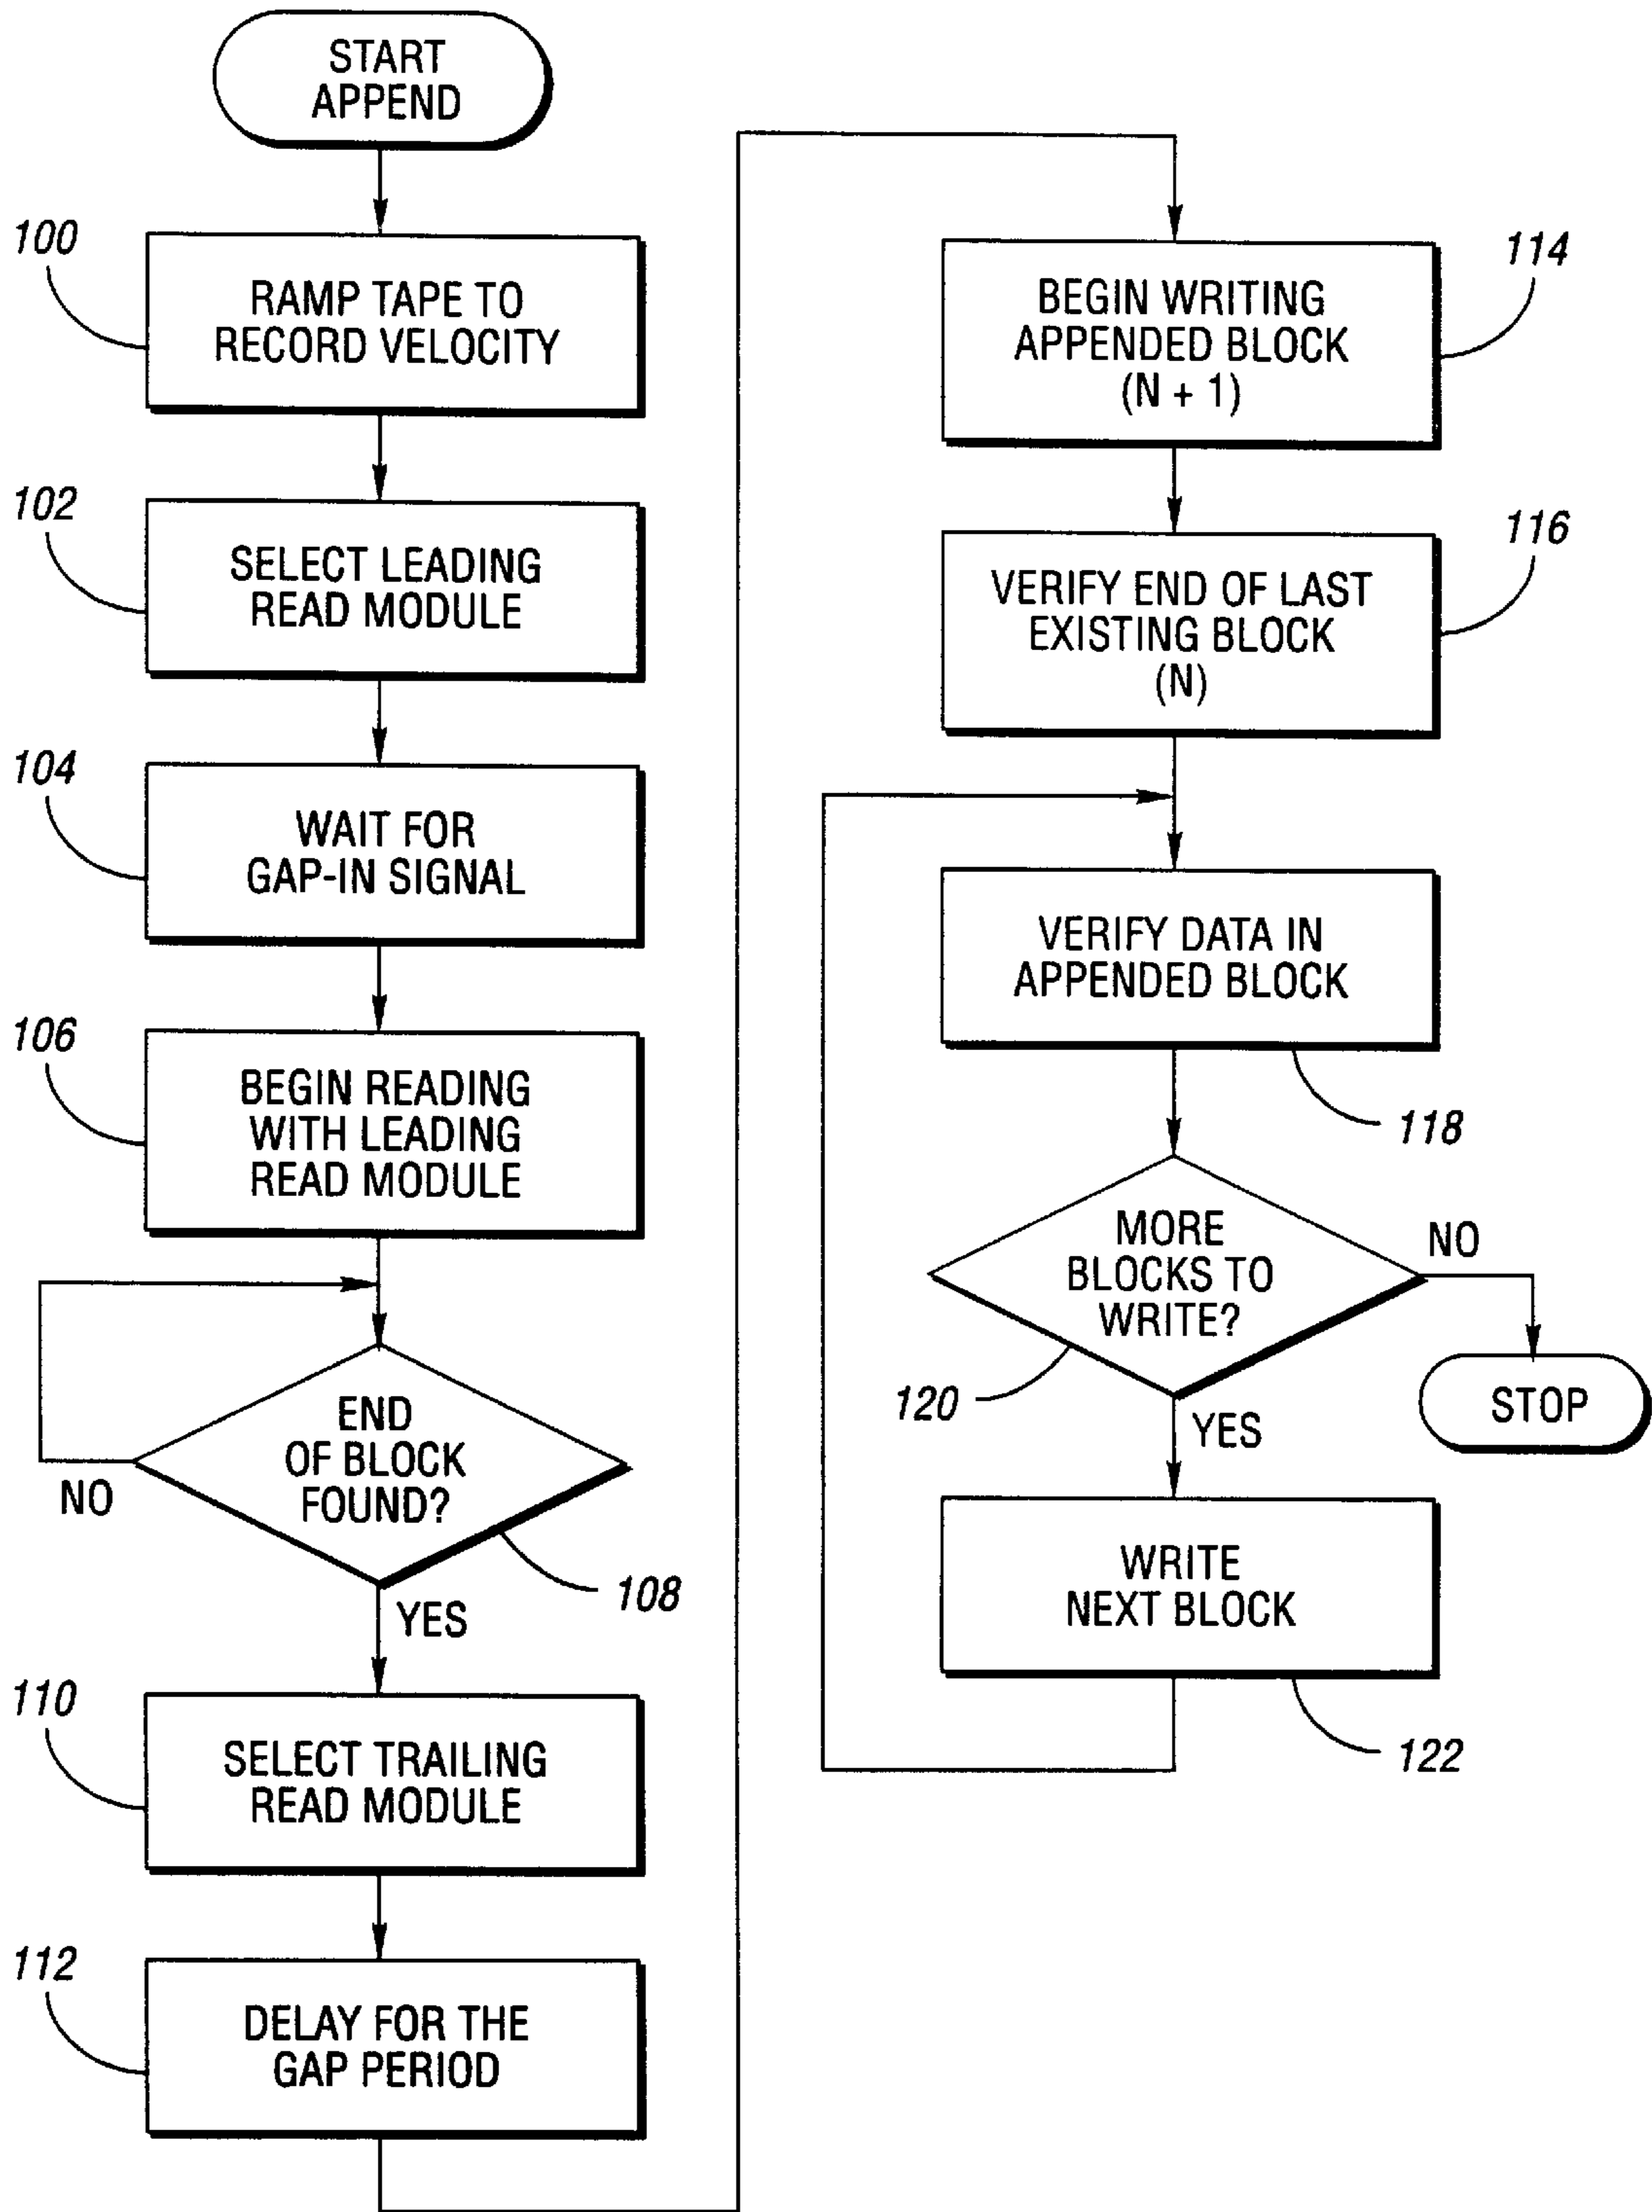 START
APPEND
100
RAMP TAPE TO
RECORD VELOCITY
102
SELECT LEADING
READ MODULE
104
WAIT FOR
GAP-IN SIGNAL
106
BEGIN READING
WITH LEADING
READ MODULE
END
OF BLOCK
FOUND?
NO
108
YES
110
SELECT TRAILING
READ MODULE
112
DELAY FOR THE
GAP PERIOD
114
BEGIN WRITING
APPENDED BLOCK
(N + 1)
116
VERIFY END OF LAST
EXISTING BLOCK
(N)
VERIFY DATA IN
APPENDED BLOCK
118
MORE
BLOCKS TO
WRITE?
NO
120
STOP
YES
WRITE
NEXT BLOCK
122